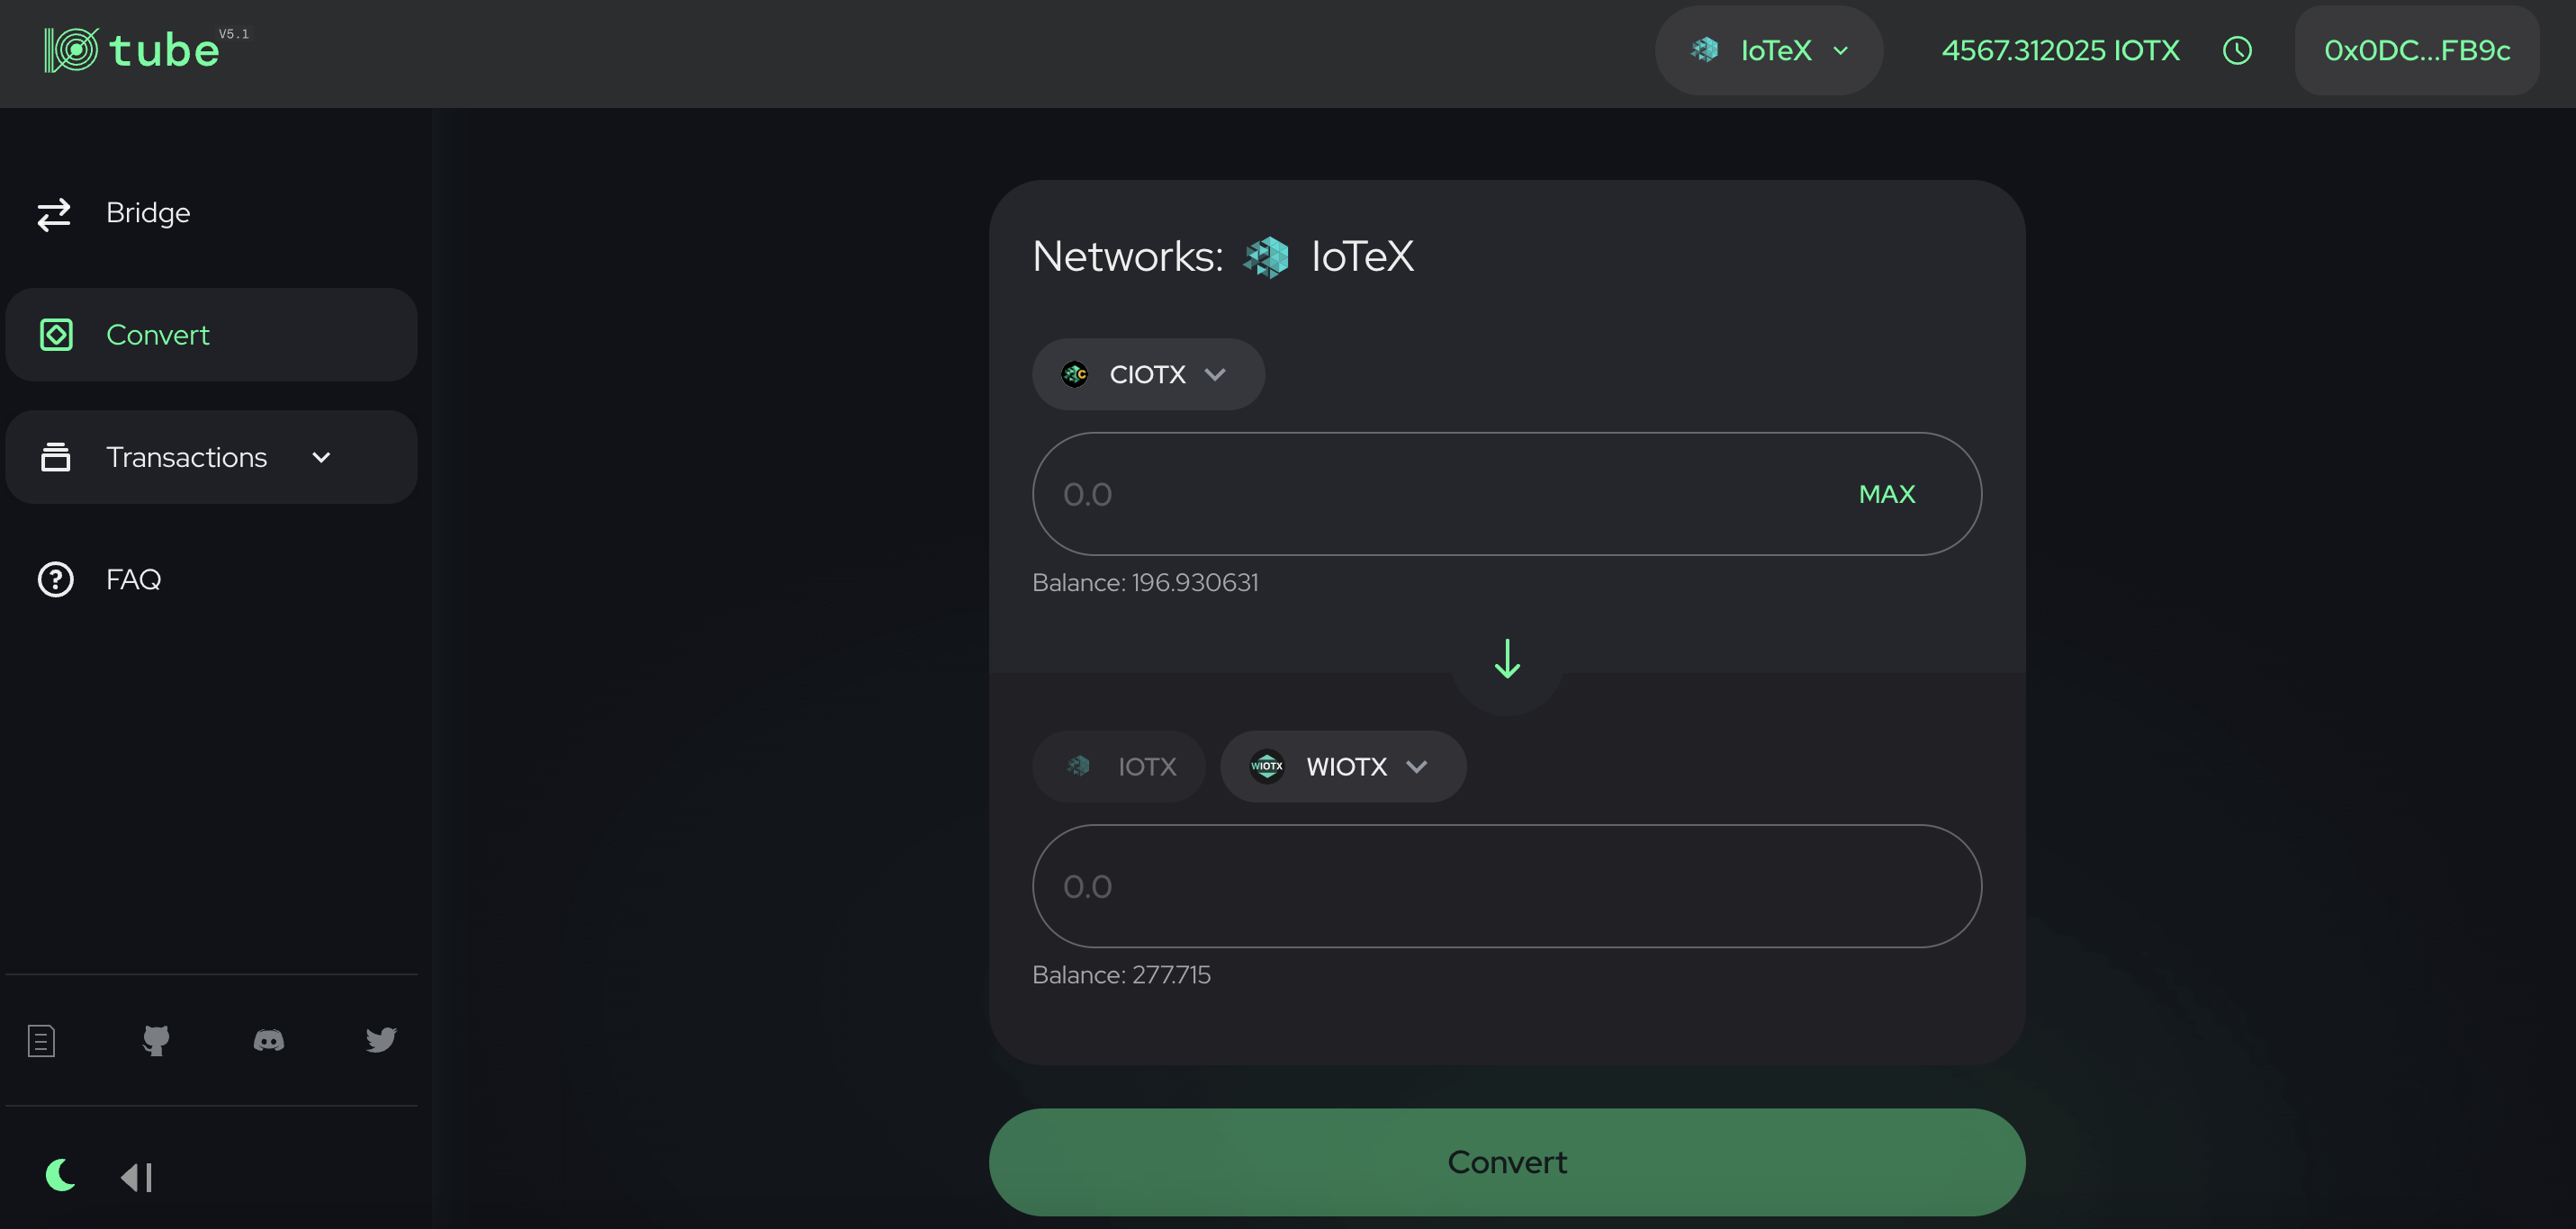 tube V5.1
IoTeX
4567.312025 IOTX
0x0DC...FB9c
Bridge
Convert
Transactions
FAQ
Networks: IoTeX
C CIOTX
0.0 MAX
Balance: 196.930631
IOTX
WIOTX WIOTX
0.0
Balance: 277.715
Convert